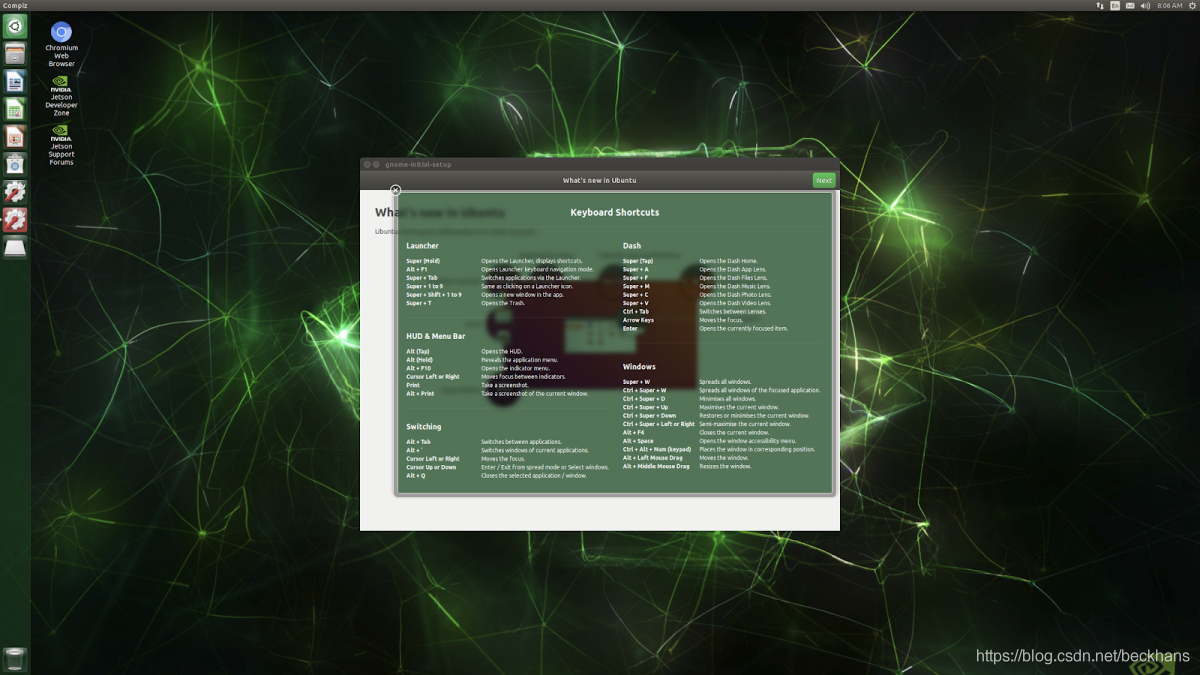 Compiz
En
8:06 AM
Chromium
Web
Browser
NVIDIA
Jetson
Developer
Zone
NVIDIA
Jetson
Support
Forums
gnome-initial-setup
What's new in Ubuntu
Next
What's new in Ubuntu
Ubuntu
Keyboard Shortcuts
Launcher
Super (Hold) Opens the Launcher, displays shortcuts.
Alt + F1 Opens Launcher keyboard navigation mode.
Super + Tab Switches applications via the Launcher.
Super + 1 to 9 Same as clicking on a Launcher icon.
Super + Shift + 1 to 9 Opens a new window in the app.
Super + T Opens the Trash.
HUD & Menu Bar
Alt (Tap) Opens the HUD.
Alt (Hold) Reveals the application menu.
Alt + F10 Opens the indicator menu.
Cursor Left or Right Moves focus between indicators.
Print Take a screenshot.
Alt + Print Take a screenshot of the current window.
Switching
Alt + Tab Switches between applications.
Alt + ` Switches windows of current applications.
Cursor Left or Right Moves the focus.
Cursor Up or Down Enter / Exit from spread mode or Select windows.
Alt + Q Closes the selected application / window.
Dash
Super (Tap) Opens the Dash Home.
Super + A Opens the Dash App Lens.
Super + F Opens the Dash Files Lens.
Super + M Opens the Dash Music Lens.
Super + C Opens the Dash Photo Lens.
Super + V Opens the Dash Video Lens.
Ctrl + Tab Switches between Lenses.
Arrow Keys Moves the focus.
Enter Opens the currently focused item.
Windows
Super + W Spreads all windows.
Ctrl + Super + W Spreads all windows of the focused application.
Ctrl + Super + D Minimises all windows.
Ctrl + Super + Up Maximises the current window.
Ctrl + Super + Down Restores or minimises the current window.
Ctrl + Super + Left or Right Semi-maximise the current window.
Alt + F4 Closes the current window.
Alt + Space Opens the window accessibility menu.
Ctrl + Alt + Num (keypad) Places the window in corresponding position.
Alt + Left Mouse Drag Moves the window.
Alt + Middle Mouse Drag Resizes the window.
https://blog.csdn.net/beckhans